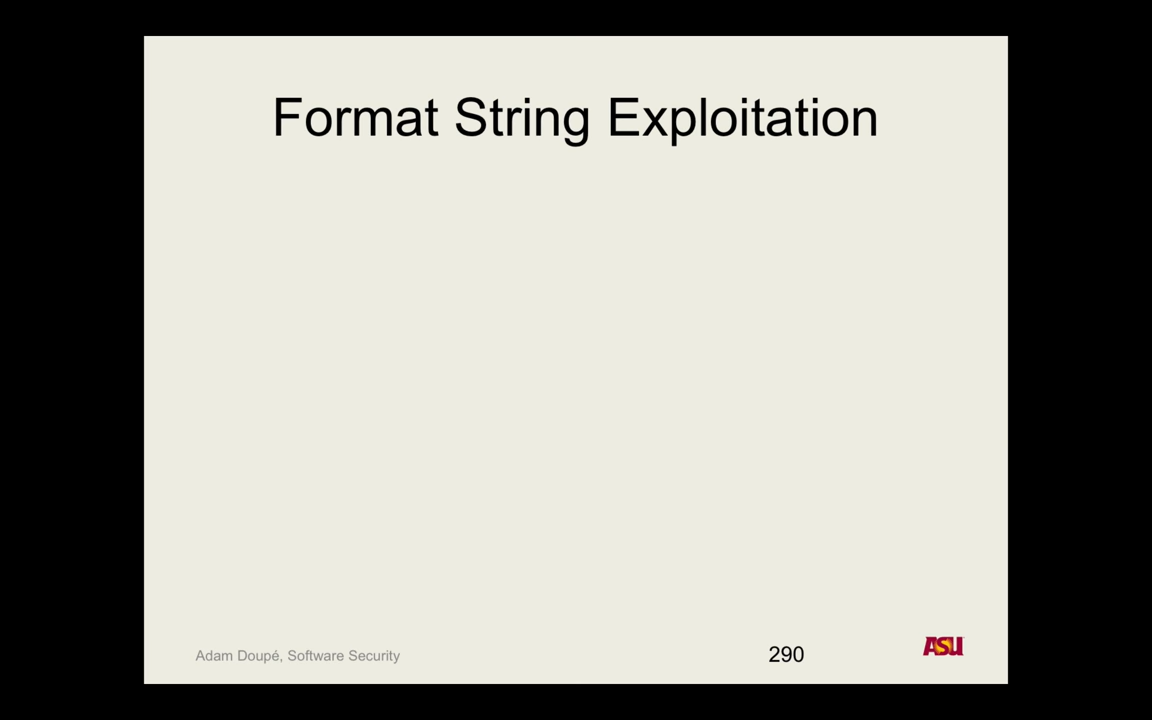 Format String Exploitation
Adam Doupé, Software Security
290
ASU